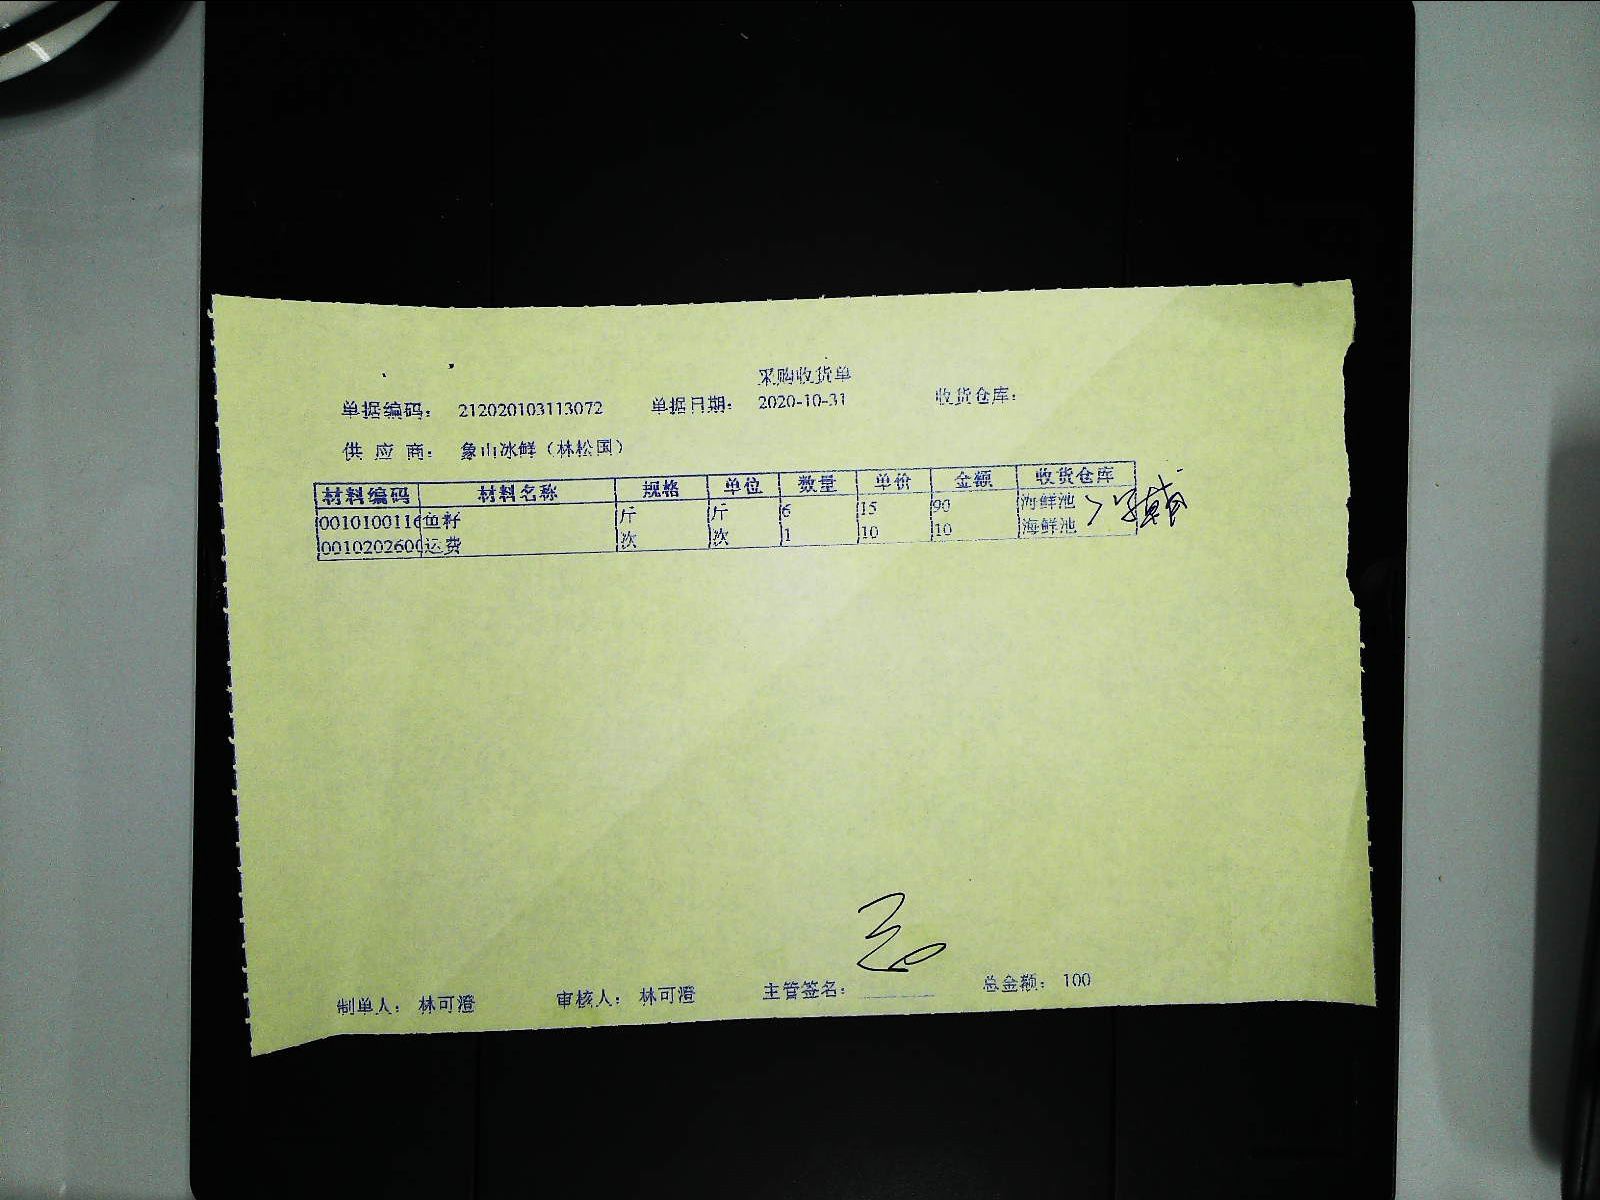 采购收货单
单据编码： 212020103113072 单据日期： 2020-10-31 收货仓库：
供 应 商： 象山冰鲜（林松国）
材料编码 材料名称 规格 单位 数量 单价 金额 收货仓库
0010100116 鱼籽 斤 斤 6 15 90 海鲜池
0010202600 运费 次 次 1 10 10 海鲜池
制单人： 林可澄 审核人： 林可澄 主管签名： 总金额： 100